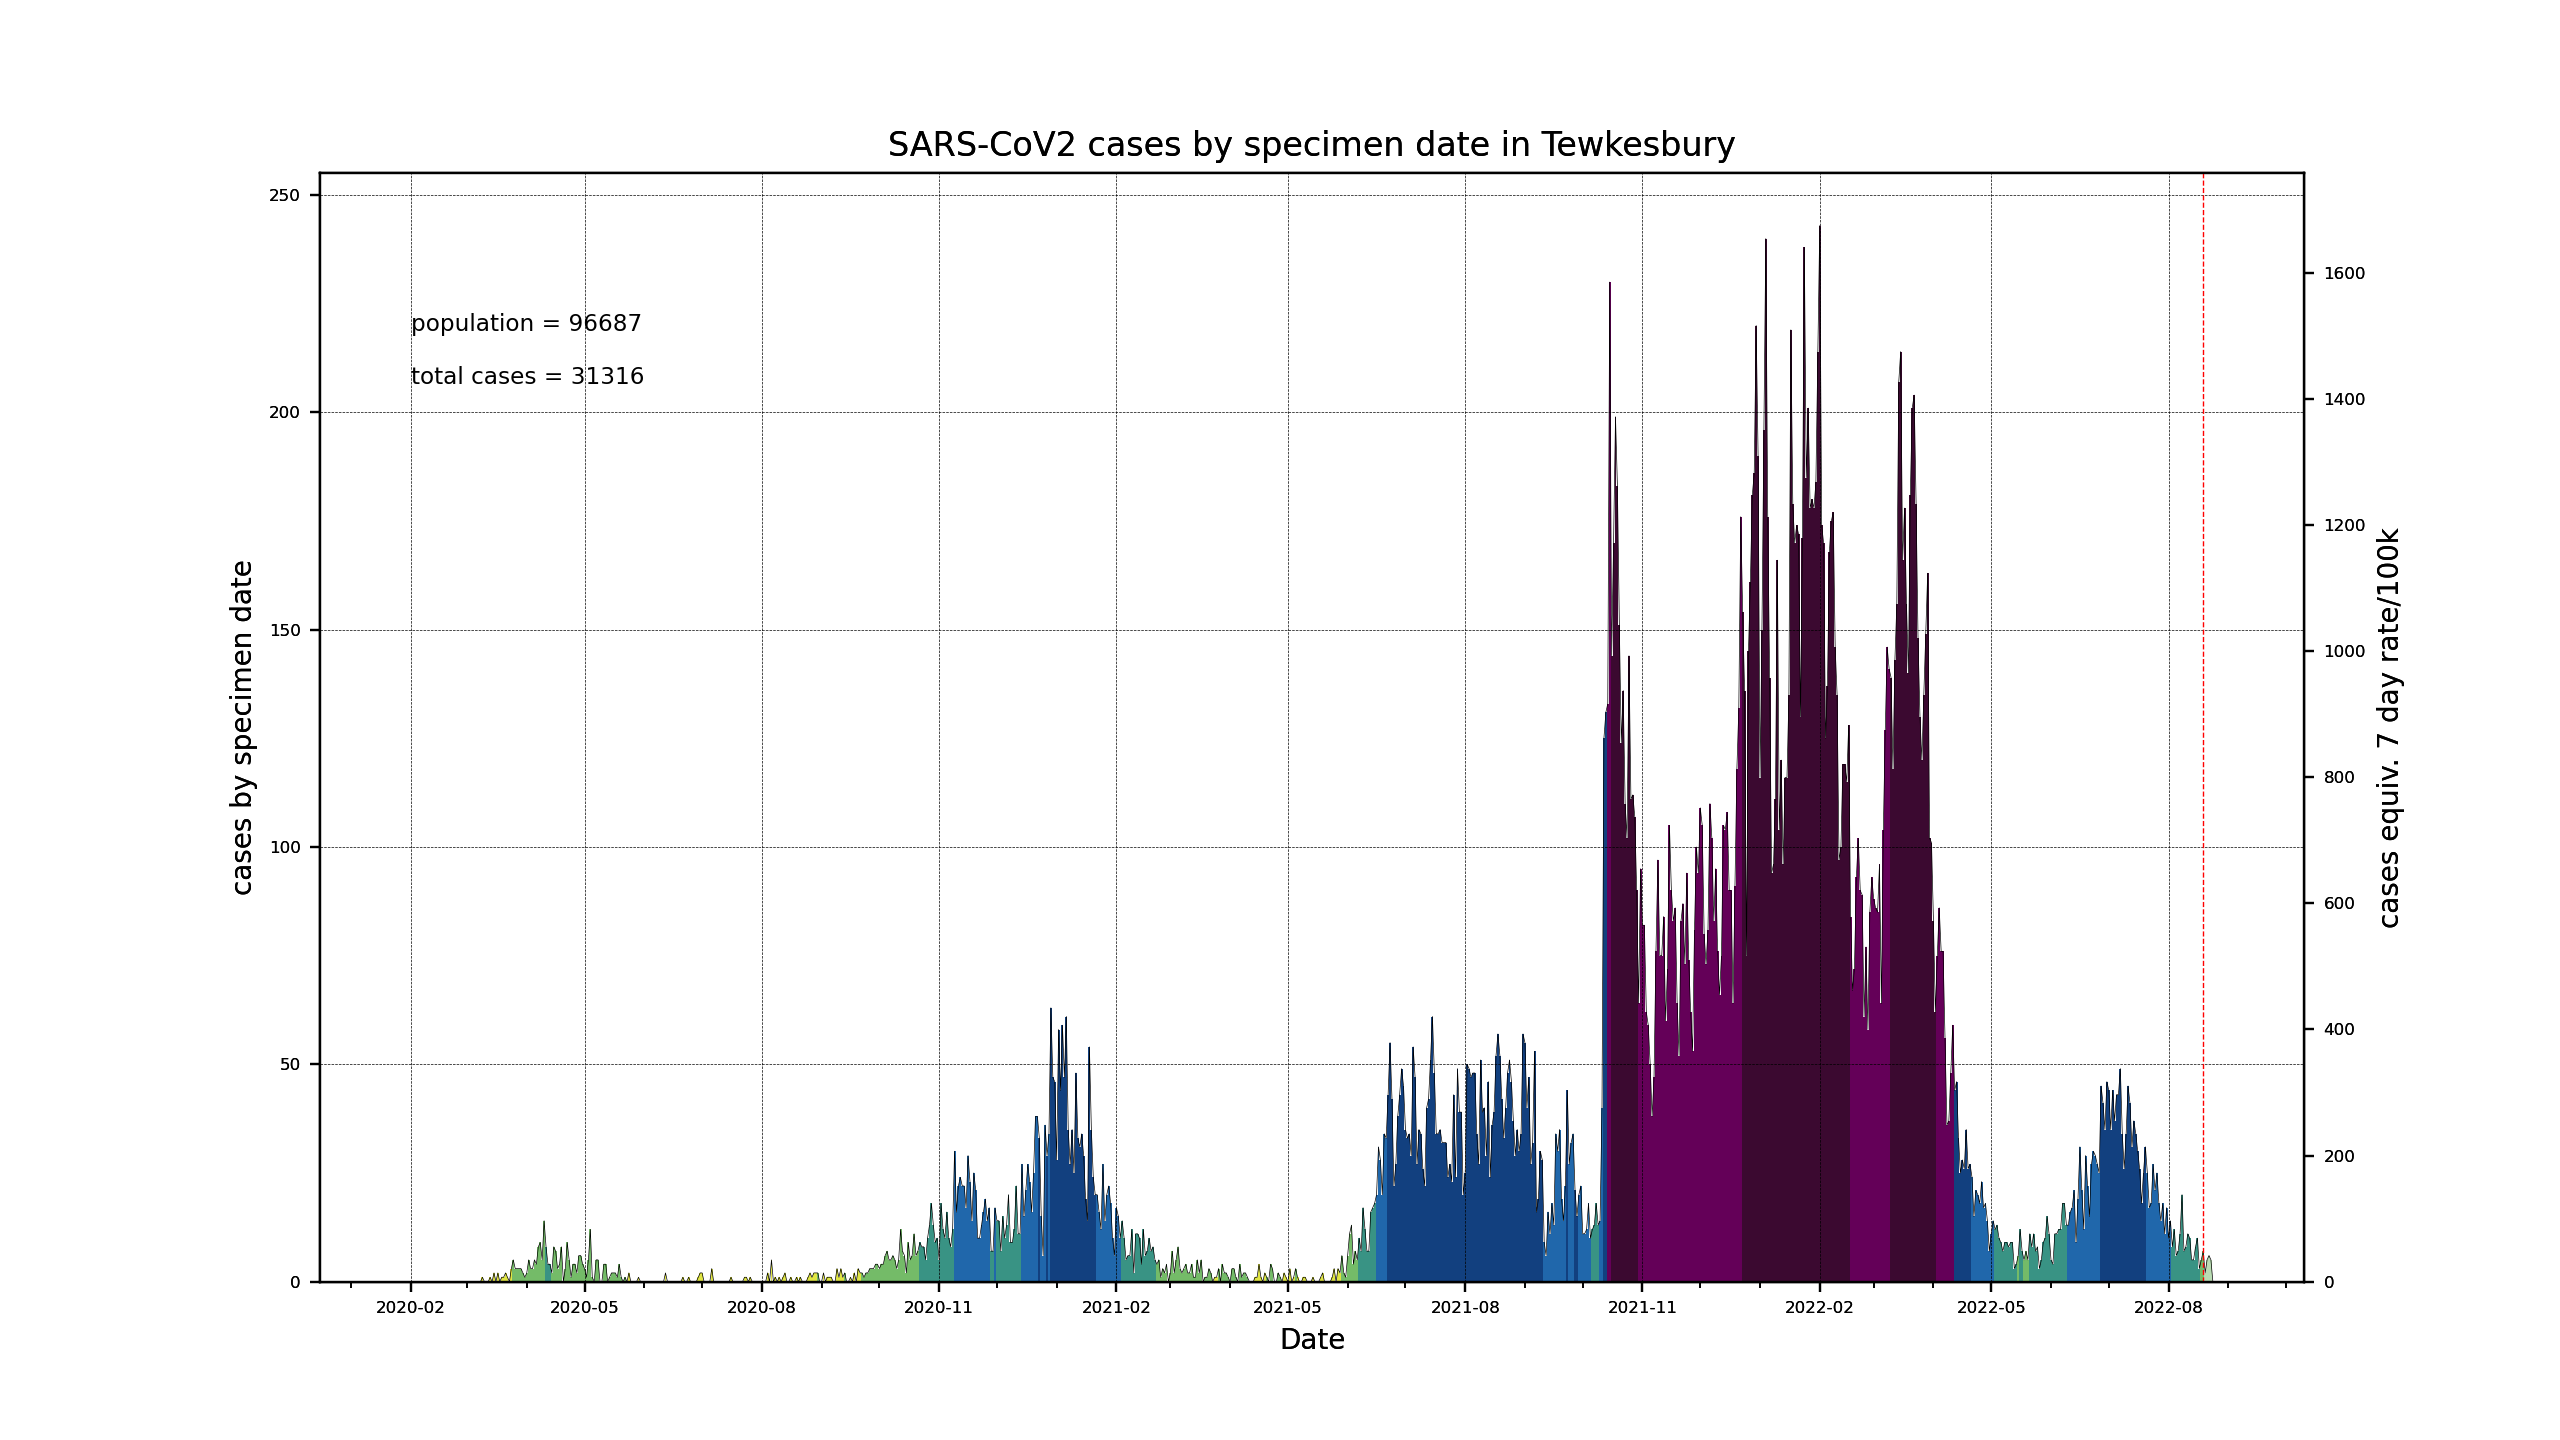 SARS-CoV2 cases by specimen date in Tewkesbury
population = 96687
total cases = 31316
cases by specimen date
250
200
150
100
50
0
cases equiv. 7 day rate/100k
1600
1400
1200
1000
800
600
400
200
0
2020-02 2020-05 2020-08 2020-11 2021-02 2021-05 2021-08 2021-11 2022-02 2022-05 2022-08
Date